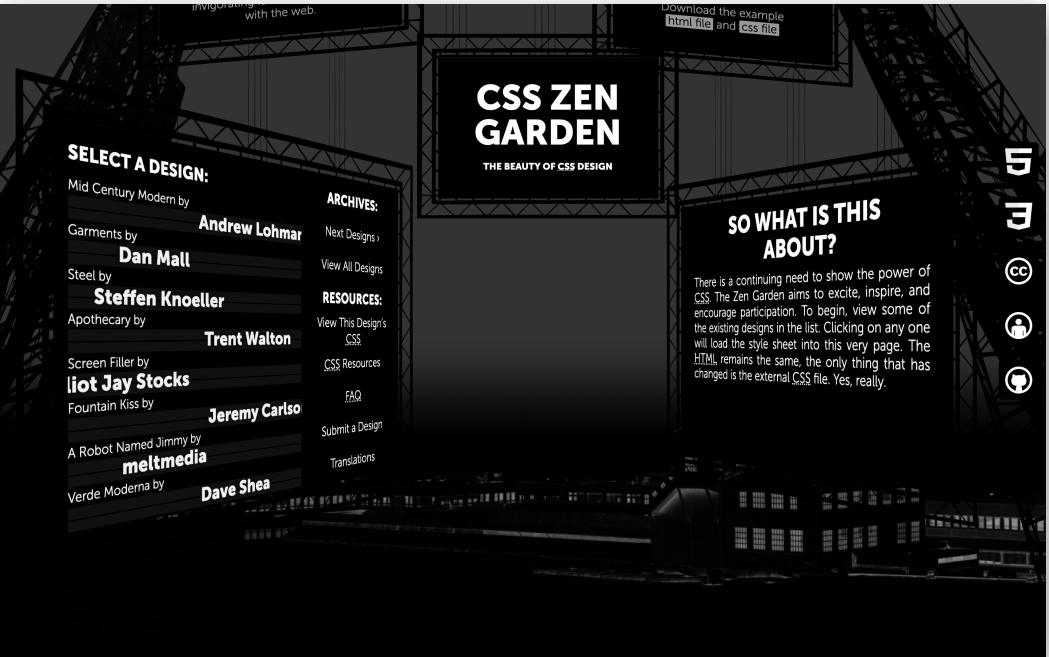 with the web.
Download the example
html file and css file
CSS ZEN
GARDEN
THE BEAUTY OF CSS DESIGN
SELECT A DESIGN:
Mid Century Modern by
Andrew Lohmar
Garments by
Dan Mall
Steel by
Steffen Knoeller
Apothecary by
Trent Walton
Screen Filler by
liot Jay Stocks
Fountain Kiss by
Jeremy Carlso
A Robot Named Jimmy by
meltmedia
Verde Moderna by
Dave Shea
ARCHIVES:
Next Designs ›
View All Designs
RESOURCES:
View This Design's
CSS
CSS Resources
FAQ
Submit a Design
Translations
SO WHAT IS THIS
ABOUT?
There is a continuing need to show the power of
CSS. The Zen Garden aims to excite, inspire, and
encourage participation. To begin, view some of
the existing designs in the list. Clicking on any one
will load the style sheet into this very page. The
HTML remains the same, the only thing that has
changed is the external CSS file. Yes, really.
5
3
cc